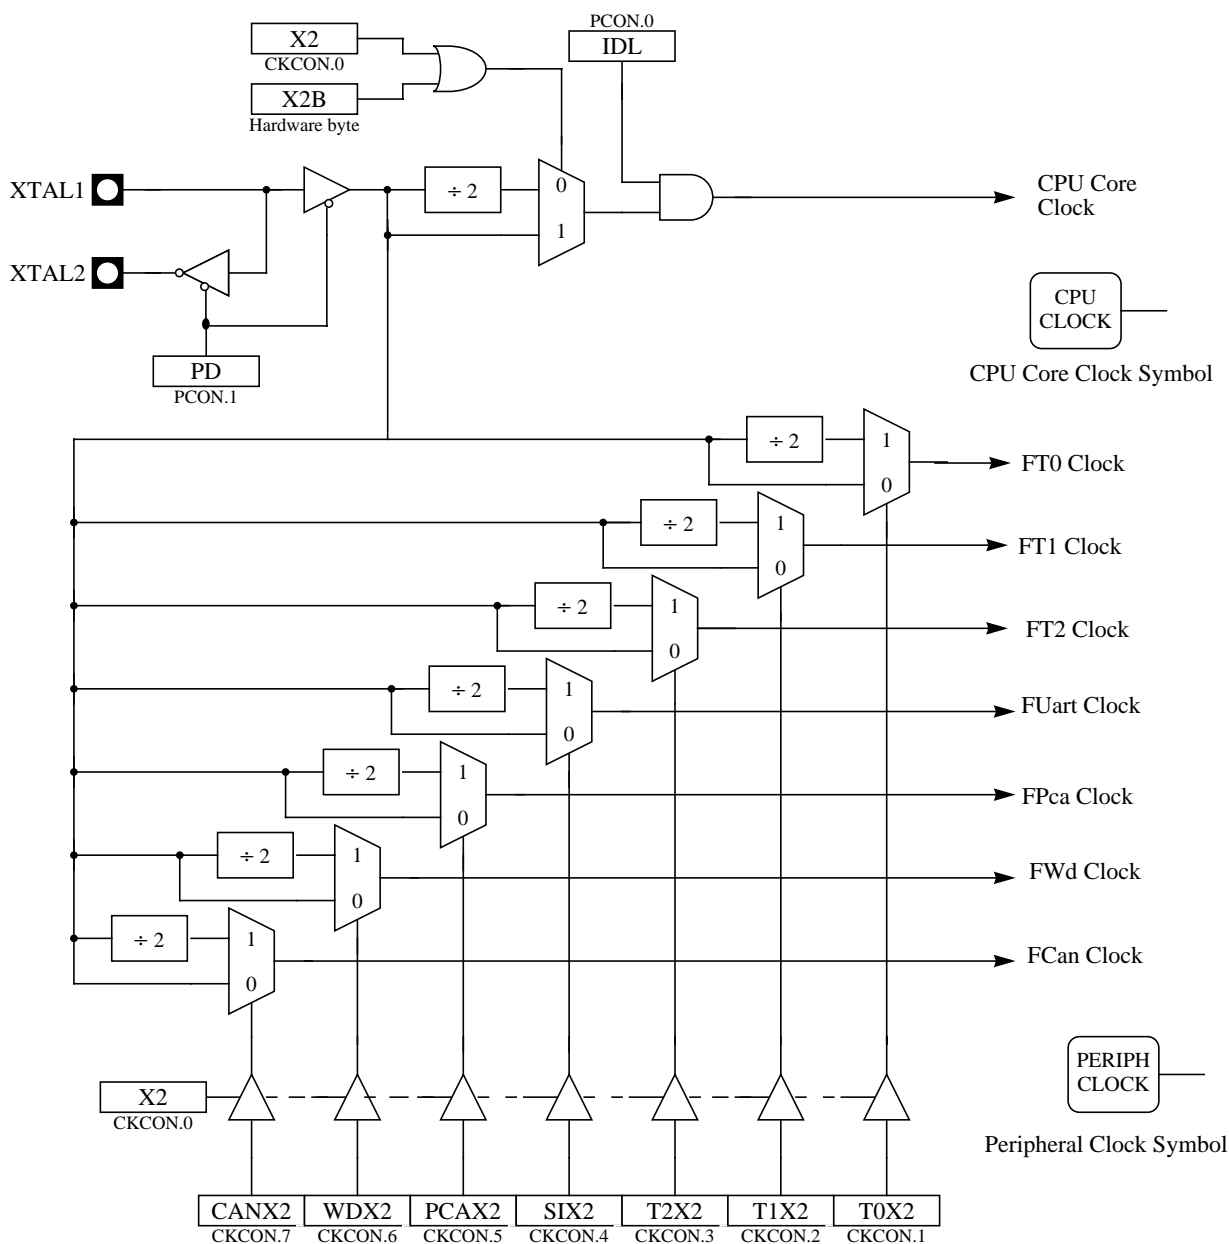 PCON.0
X2
IDL
CKCON.0
X2B
Hardware byte
XTAL1
÷ 2
0
1
CPU Core
Clock
XTAL2
CPU
CLOCK
PD
PCON.1
CPU Core Clock Symbol
÷ 2
1
0
FT0 Clock
÷ 2
1
0
FT1 Clock
÷ 2
1
0
FT2 Clock
÷ 2
1
0
FUart Clock
÷ 2
1
0
FPca Clock
÷ 2
1
0
FWd Clock
÷ 2
1
0
FCan Clock
PERIPH
CLOCK
X2
CKCON.0
Peripheral Clock Symbol
CANX2 WDX2 PCAX2 SIX2 T2X2 T1X2 T0X2
CKCON.7 CKCON.6 CKCON.5 CKCON.4 CKCON.3 CKCON.2 CKCON.1